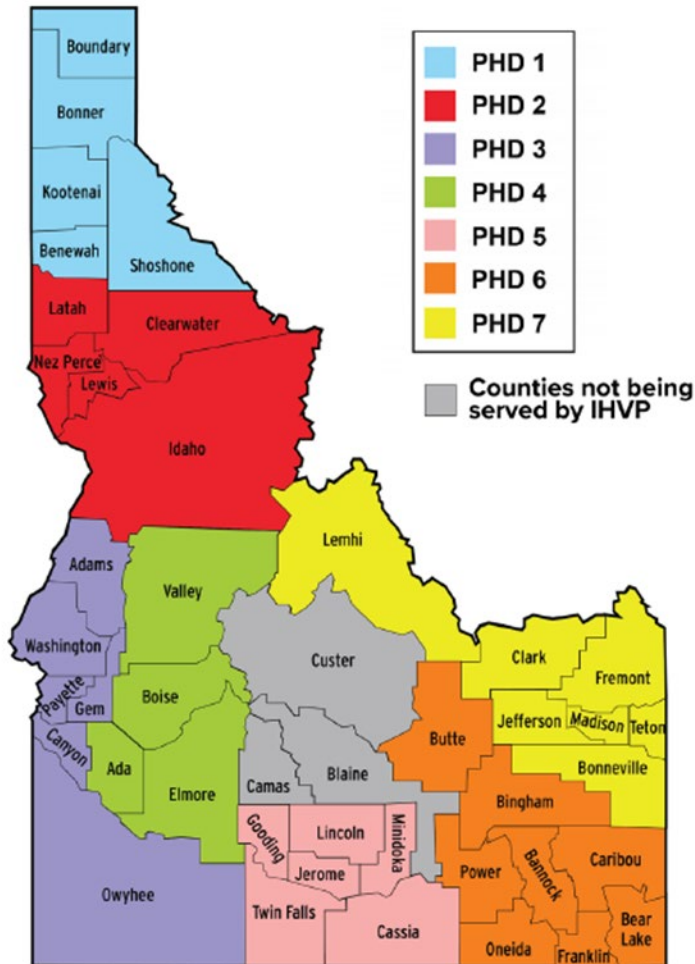 Boundary
Bonner
Kootenai
Benewah
Shoshone
Latah
Clearwater
Nez Perce
Lewis
Idaho
Adams
Valley
Lemhi
Washington
Custer
Clark
Fremont
Payette
Gem
Boise
Butte
Jefferson
Madison
Teton
Canyon
Ada
Elmore
Camas
Blaine
Bonneville
Bingham
Gooding
Lincoln
Minidoka
Jerome
Power
Bannock
Caribou
Owyhee
Twin Falls
Cassia
Oneida
Franklin
Bear
Lake
PHD 1
PHD 2
PHD 3
PHD 4
PHD 5
PHD 6
PHD 7
Counties not being
served by IHVP